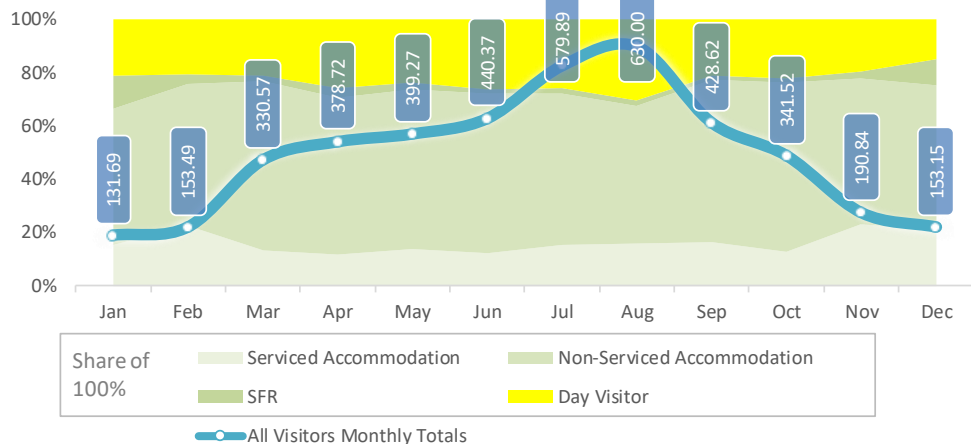 100%
80%
60%
40%
20%
0%
131.69
153.49
330.57
378.72
399.27
440.37
579.89
630.00
428.62
341.52
190.84
153.15
Jan Feb Mar Apr May Jun Jul Aug Sep Oct Nov Dec
Share of
100%
Serviced Accommodation
Non-Serviced Accommodation
SFR
Day Visitor
All Visitors Monthly Totals